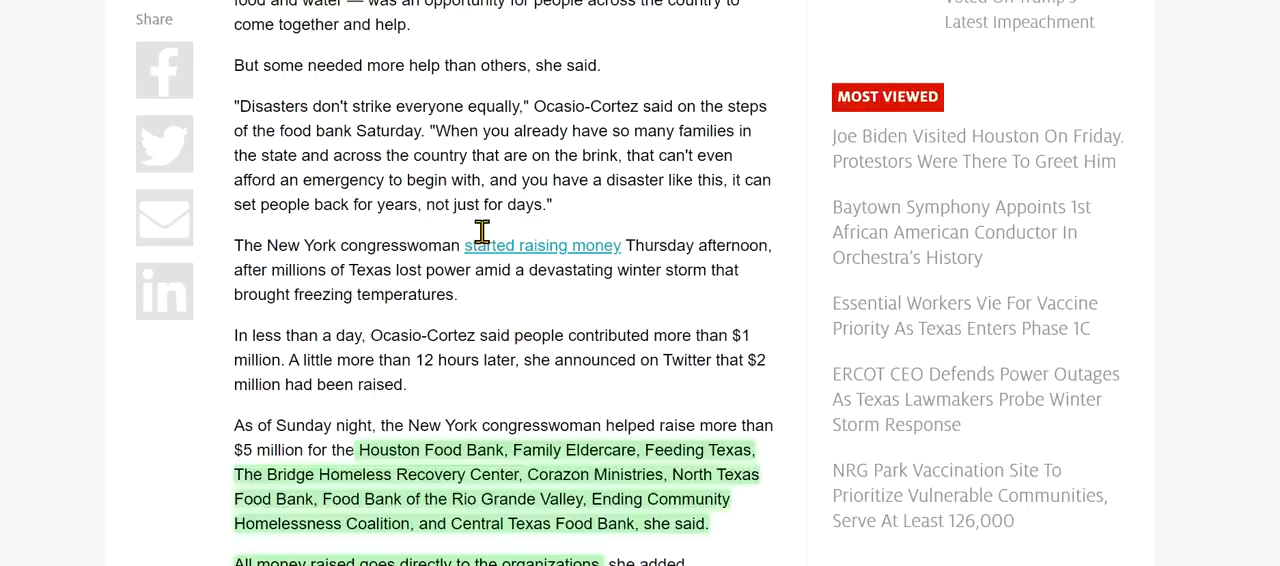 Share
food and water — was an opportunity for people across the country to
come together and help.
But some needed more help than others, she said.
"Disasters don't strike everyone equally," Ocasio-Cortez said on the steps
of the food bank Saturday. "When you already have so many families in
the state and across the country that are on the brink, that can't even
afford an emergency to begin with, and you have a disaster like this, it can
set people back for years, not just for days."
The New York congresswoman started raising money Thursday afternoon,
after millions of Texas lost power amid a devastating winter storm that
brought freezing temperatures.
In less than a day, Ocasio-Cortez said people contributed more than $1
million. A little more than 12 hours later, she announced on Twitter that $2
million had been raised.
As of Sunday night, the New York congresswoman helped raise more than
$5 million for the Houston Food Bank, Family Eldercare, Feeding Texas,
The Bridge Homeless Recovery Center, Corazon Ministries, North Texas
Food Bank, Food Bank of the Rio Grande Valley, Ending Community
Homelessness Coalition, and Central Texas Food Bank, she said.
All money raised goes directly to the organizations, she added.
Voted On Trump's
Latest Impeachment
MOST VIEWED
Joe Biden Visited Houston On Friday.
Protestors Were There To Greet Him
Baytown Symphony Appoints 1st
African American Conductor In
Orchestra's History
Essential Workers Vie For Vaccine
Priority As Texas Enters Phase 1C
ERCOT CEO Defends Power Outages
As Texas Lawmakers Probe Winter
Storm Response
NRG Park Vaccination Site To
Prioritize Vulnerable Communities,
Serve At Least 126,000